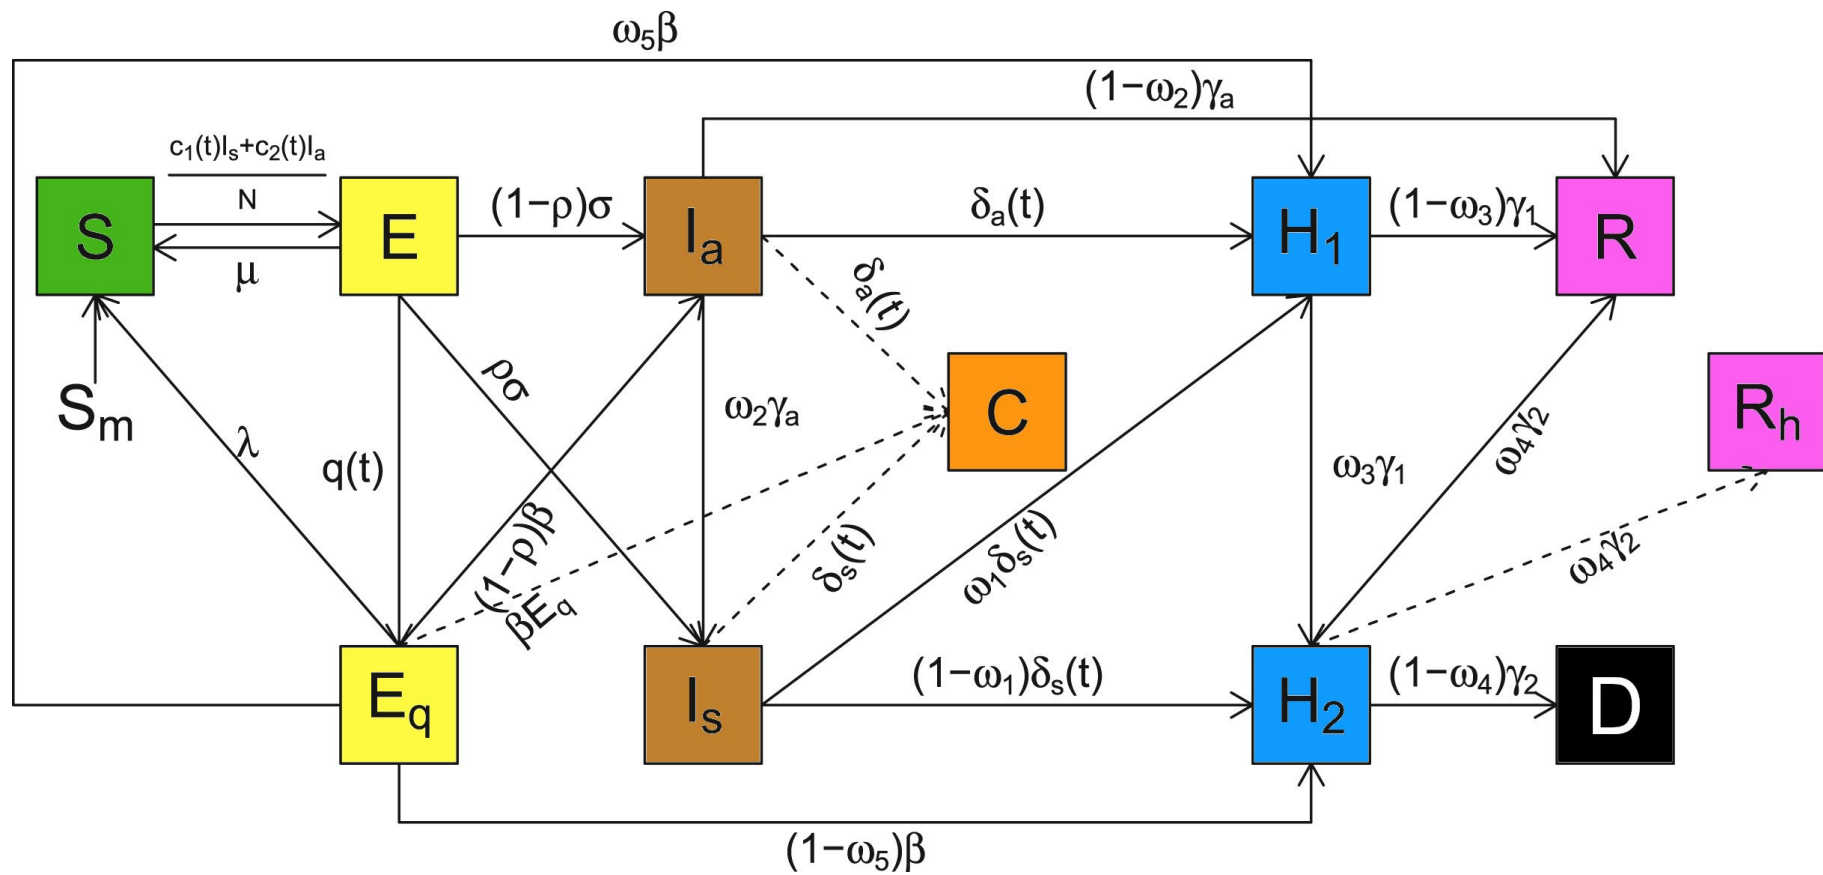 ω₅β
(1−ω₂)γₐ
c₁(t)Iₛ+c₂(t)Iₐ
N
S
E
(1−ρ)σ
Iₐ
δₐ(t)
H₁
(1−ω₃)γ₁
R
μ
δₐ(t)
Sₘ
λ
q(t)
ρσ
ω₂γₐ
C
ω₃γ₁
ω₄γ₂
Rₕ
(1−ρ)β
βE_q
δₛ(t)
ω₁δₛ(t)
ω₄γ₂
E_q
Iₛ
(1−ω₁)δₛ(t)
H₂
(1−ω₄)γ₂
D
(1−ω₅)β